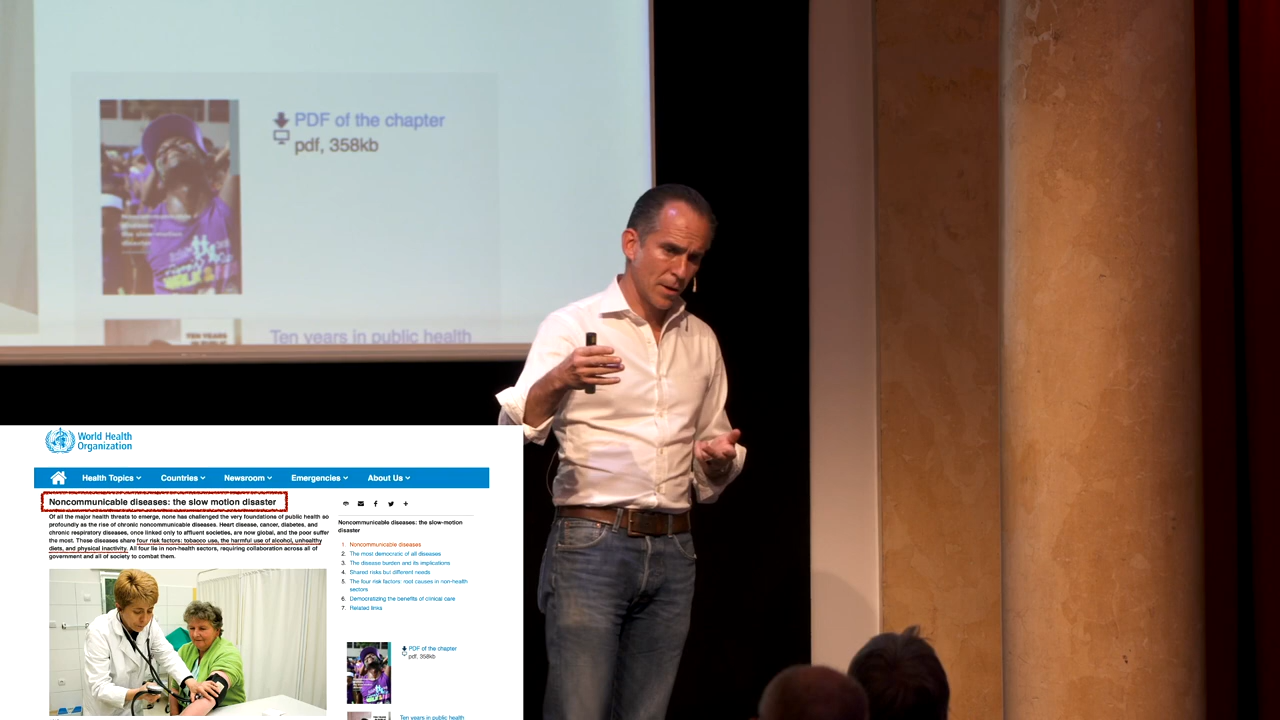 PDF of the chapter
pdf, 358kb
Noncommunicable
diseases
The slow-motion
disaster
Ten years in public health
World Health
Organization
Health Topics
Countries
Newsroom
Emergencies
About Us
Noncommunicable diseases: the slow motion disaster
Of all the major health threats to emerge, none has challenged the very foundations of public health so
profoundly as the rise of chronic noncommunicable diseases. Heart disease, cancer, diabetes, and
chronic respiratory diseases, once linked only to affluent societies, are now global, and the poor suffer
the most. These diseases share four risk factors: tobacco use, the harmful use of alcohol, unhealthy
diets, and physical inactivity. All four lie in non-health sectors, requiring collaboration across all of
government and all of society to combat them.
Noncommunicable diseases: the slow-motion
disaster
1. Noncommunicable diseases
2. The most democratic of all diseases
3. The disease burden and its implications
4. Shared risks but different needs
5. The four risk factors: root causes in non-health
sectors
6. Democratizing the benefits of clinical care
7. Related links
PDF of the chapter
pdf, 358kb
Ten years in public health